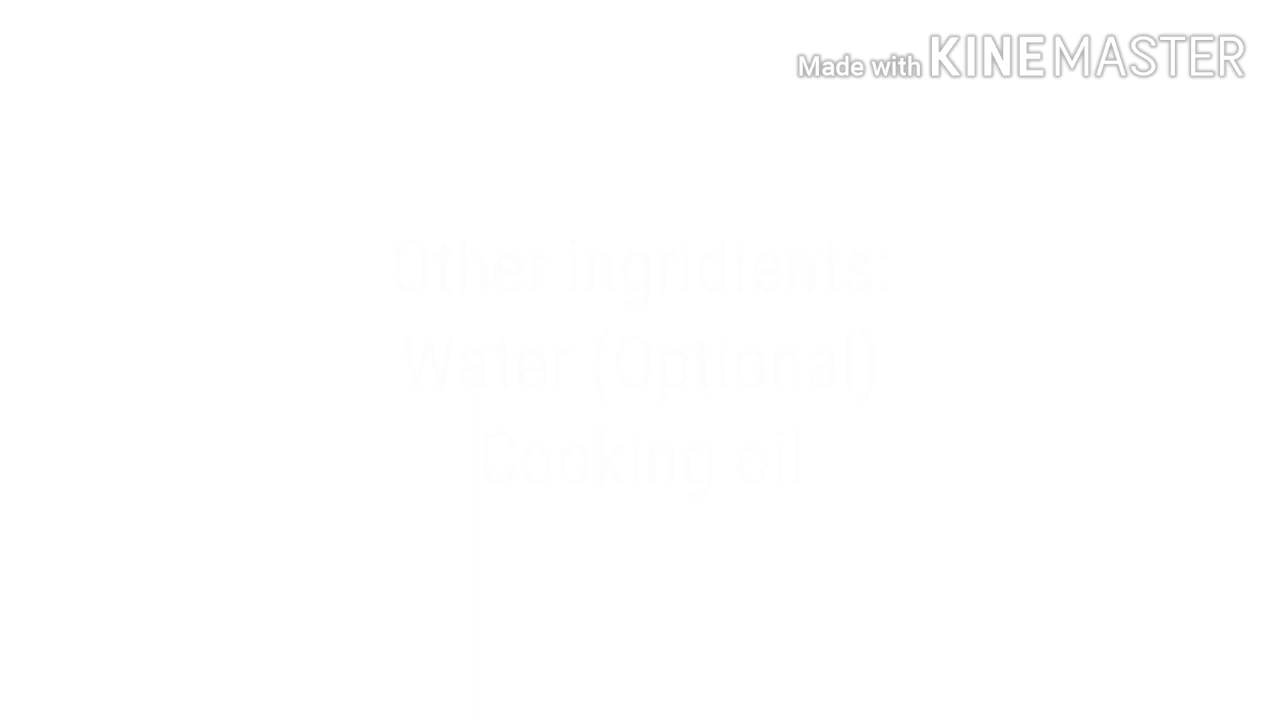 Made with KINEMASTER
Other ingridients:
Water (Optional)
Cooking oil